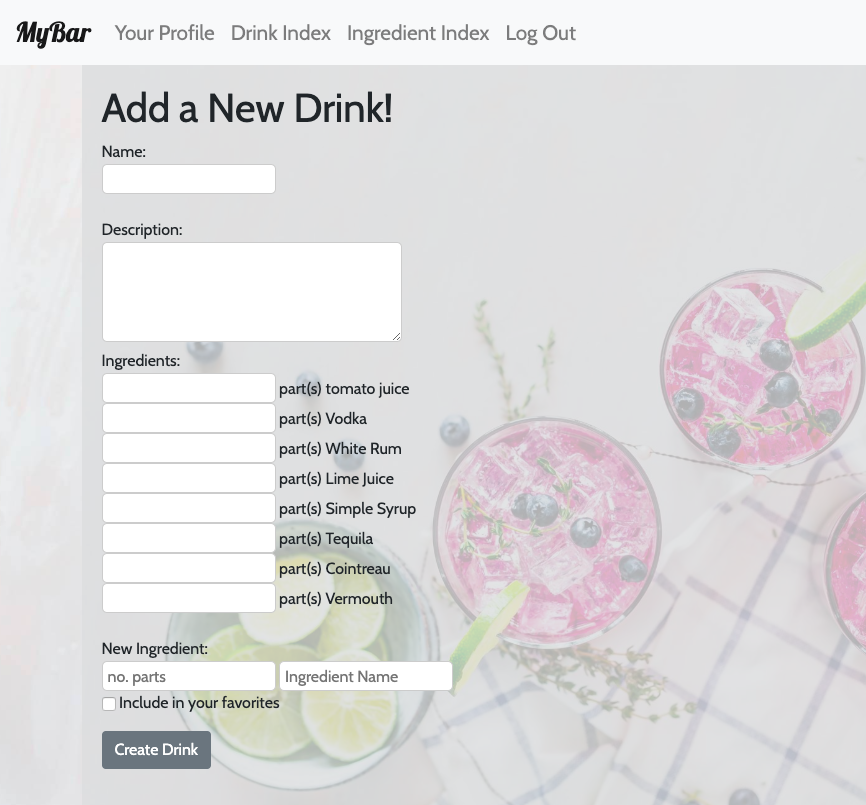 MyBar Your Profile Drink Index Ingredient Index Log Out
Add a New Drink!
Name:
Description:
Ingredients:
part(s) tomato juice
part(s) Vodka
part(s) White Rum
part(s) Lime Juice
part(s) Simple Syrup
part(s) Tequila
part(s) Cointreau
part(s) Vermouth
New Ingredient:
no. parts Ingredient Name
Include in your favorites
Create Drink